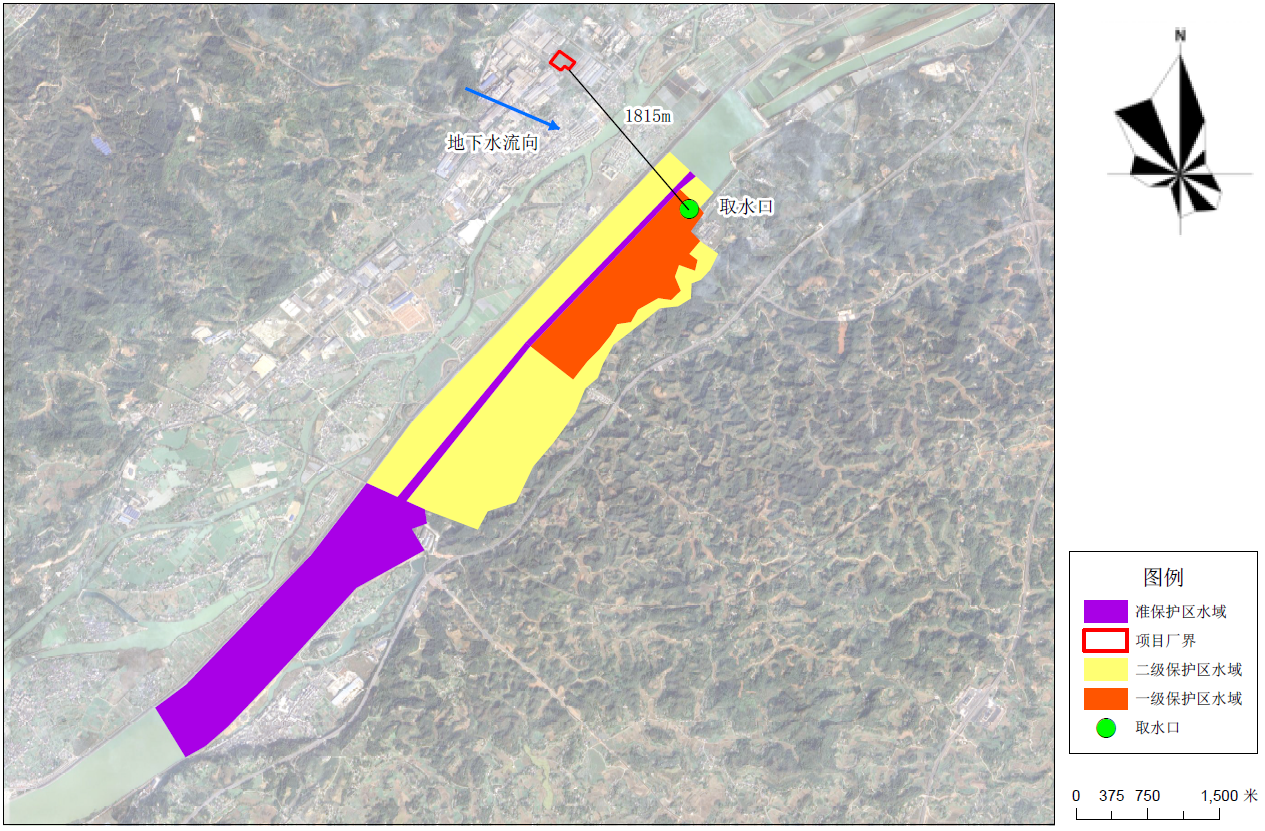 N
1815m
地下水流向
取水口
图例
准保护区水域
项目厂界
二级保护区水域
一级保护区水域
取水口
0 375 750 1,500 米